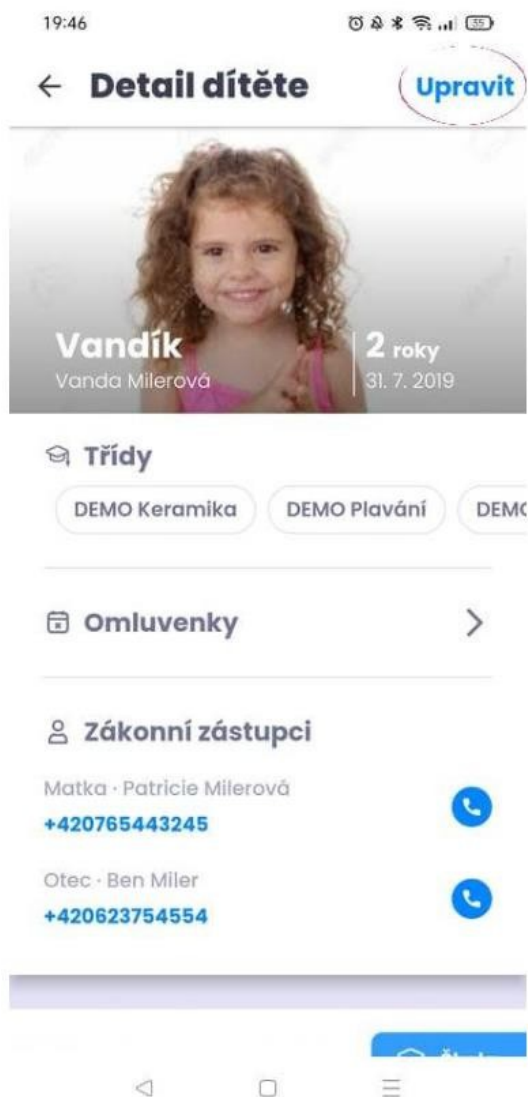 19:46
55
Detail dítěte
Upravit
Vandík
2 roky
Vanda Milerová
31. 7. 2019
Třídy
DEMO Keramika
DEMO Plavání
Omluvenky
Zákonní zástupci
Matka · Patricie Milerová
+420765443245
Otec · Ben Miler
+420623754554